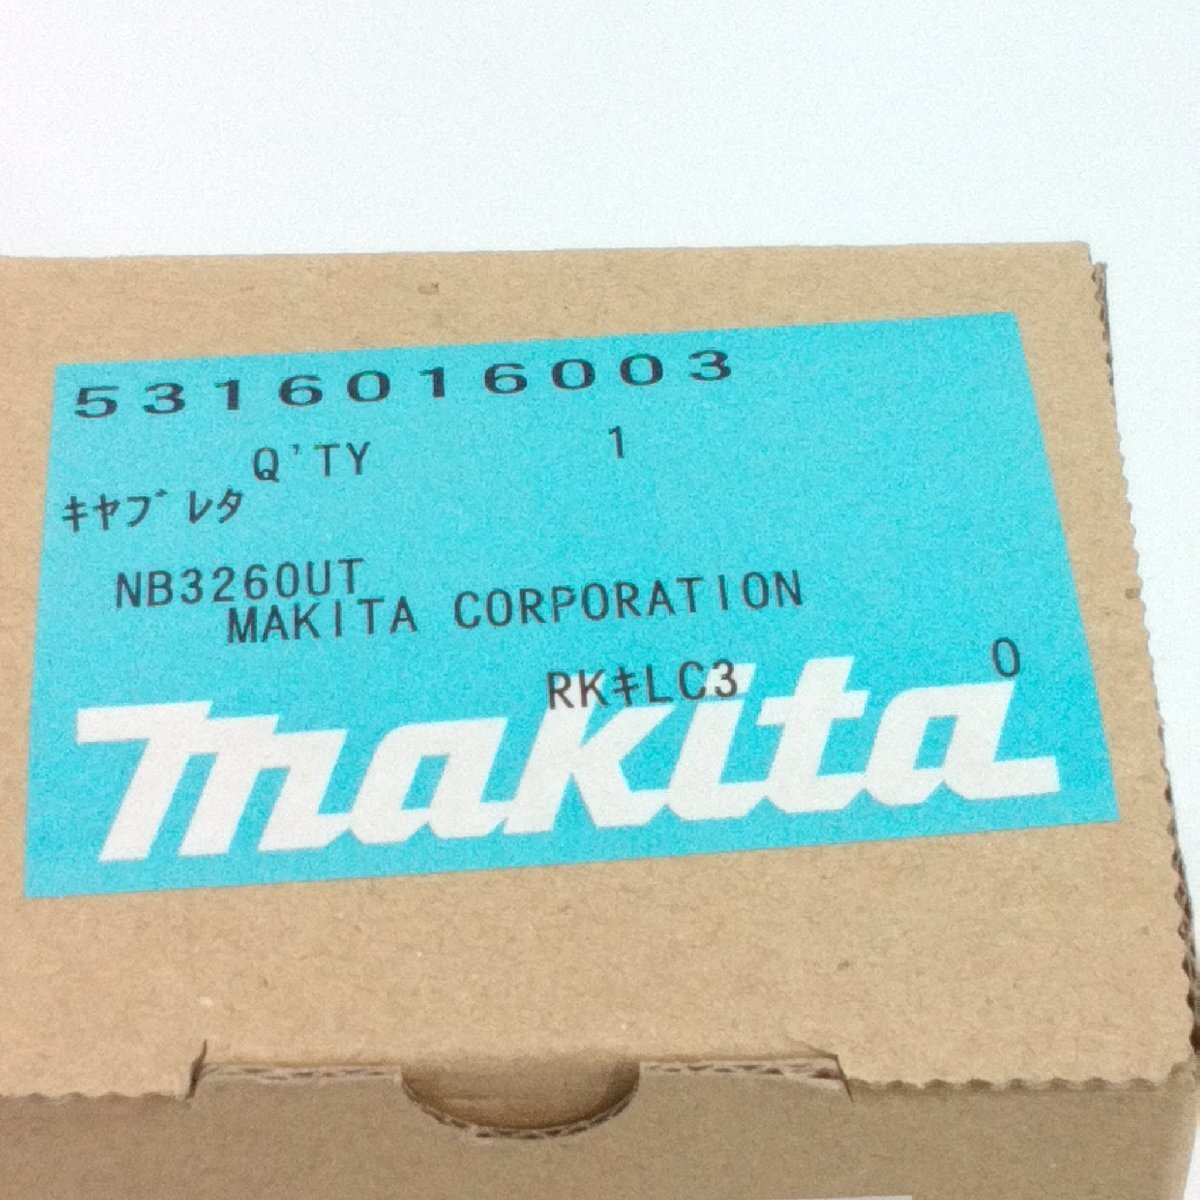 5316016003
Q'TY 1
キヤブレタ
NB3260UT
MAKITA CORPORATION
RKキLC3 0
makita